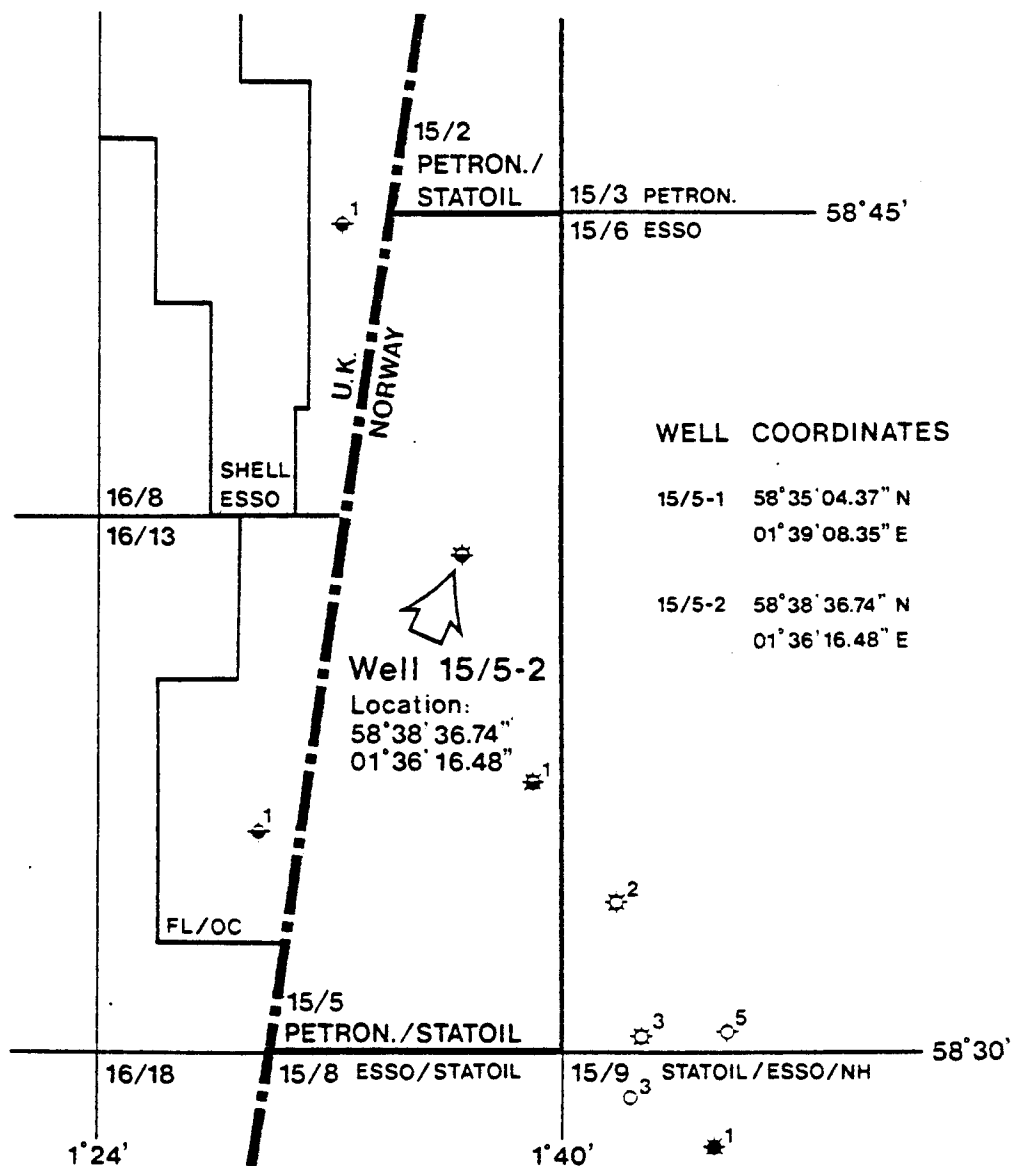 15/2
PETRON./
STATOIL
15/3 PETRON.
58°45'
15/6 ESSO
1
U.K.
NORWAY
WELL COORDINATES
SHELL
ESSO
16/8
16/13
15/5-1 58°35'04.37" N
01°39'08.35" E
15/5-2 58°38'36.74" N
01°36'16.48" E
Well 15/5-2
Location:
58°38'36.74"
01°36'16.48"
1
1
2
FL/OC
15/5
PETRON./STATOIL
3
5
58°30'
16/18
15/8 ESSO/STATOIL
15/9 STATOIL/ESSO/NH
3
1
1°24'
1°40'